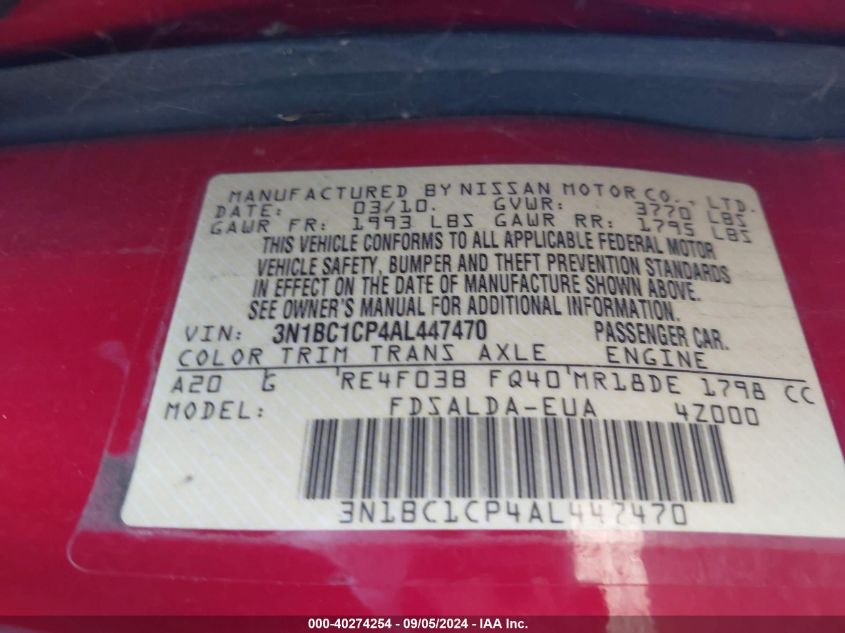 MANUFACTURED BY NISSAN MOTOR CO., LTD.
DATE: 03/10. GVWR: 3770 LBS
GAWR FR: 1993 LBS GAWR RR: 1795 LBS
THIS VEHICLE CONFORMS TO ALL APPLICABLE FEDERAL MOTOR
VEHICLE SAFETY, BUMPER AND THEFT PREVENTION STANDARDS
IN EFFECT ON THE DATE OF MANUFACTURE SHOWN ABOVE.
SEE OWNER'S MANUAL FOR ADDITIONAL INFORMATION.
VIN: 3N1BC1CP4AL447470 PASSENGER CAR.
COLOR TRIM TRANS AXLE ENGINE
A20 G RE4F03B FQ40 MR18DE 1798 CC
MODEL: FDSALDA-EUA 4Z000
3N1BC1CP4AL447470
000-40274254 - 09/05/2024 - IAA Inc.